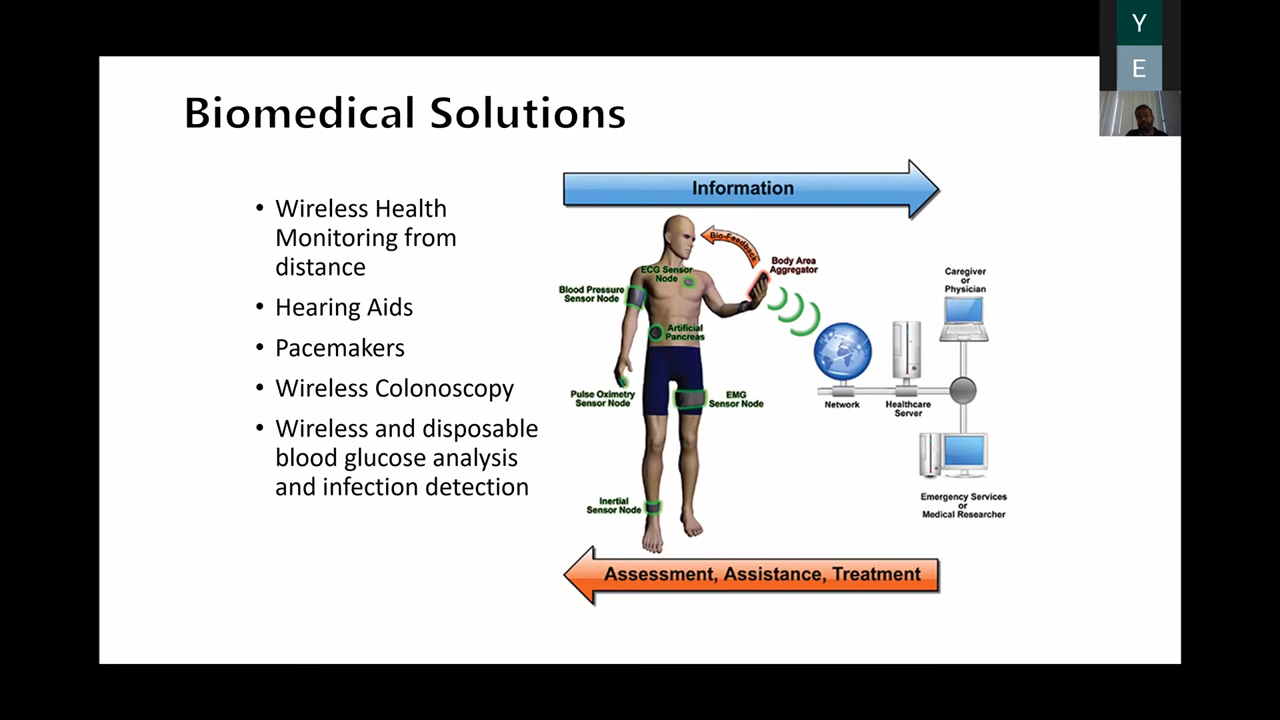 Y
E
Biomedical Solutions
• Wireless Health
Monitoring from
distance
• Hearing Aids
• Pacemakers
• Wireless Colonoscopy
• Wireless and disposable
blood glucose analysis
and infection detection
Information
Bio-Feedback
Body Area
Aggregator
ECG Sensor
Node
Blood Pressure
Sensor Node
Artificial
Pancreas
Pulse Oximetry
Sensor Node
EMG
Sensor Node
Inertial
Sensor Node
Caregiver
or
Physician
Network
Healthcare
Server
Emergency Services
or
Medical Researcher
Assessment, Assistance, Treatment